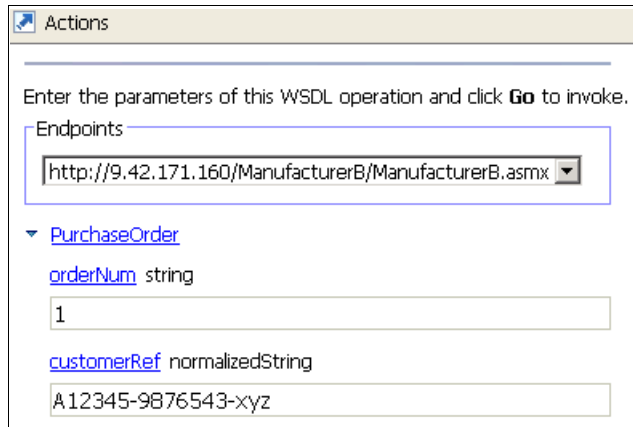 Actions
Enter the parameters of this WSDL operation and click Go to invoke.
Endpoints
http://9.42.171.160/ManufacturerB/ManufacturerB.asmx
PurchaseOrder
orderNum string
1
customerRef normalizedString
A12345-9876543-xyz